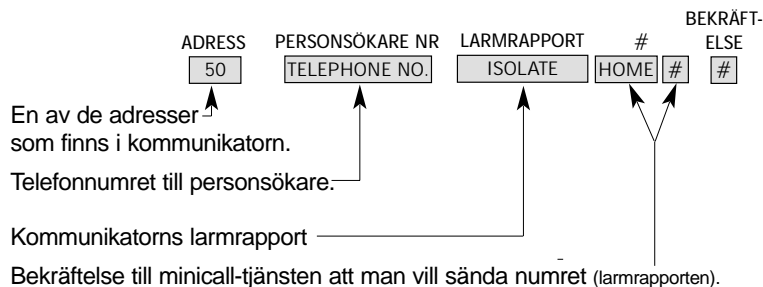 BEKRÄFT-
ADRESS PERSONSÖKARE NR LARMRAPPORT # ELSE
50 TELEPHONE NO. ISOLATE HOME # #
En av de adresser
som finns i kommunikatorn.
Telefonnumret till personsökare.
Kommunikatorns larmrapport
Bekräftelse till minicall-tjänsten att man vill sända numret (larmrapporten).